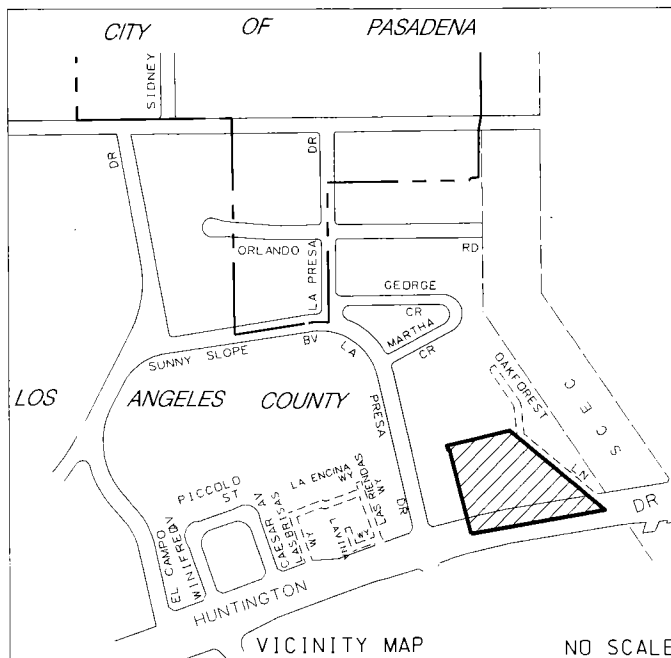 CITY OF PASADENA
SIDNEY
DR
DR
ORLANDO
RD
LA PRESA
GEORGE
CR
MARTHA
CR
SUNNY SLOPE BV
LA
PRESA
DR
LOS ANGELES COUNTY
OAKFOREST
LN
S C E C
PICCOLO
ST
LA ENCINA
WY
EL CAMPO
WINIFRED
AV
CAESAR AV
LAS BRISAS
WY
LAS RIENDAS
WY
WY
HUNTINGTON
DR
VICINITY MAP
NO SCALE